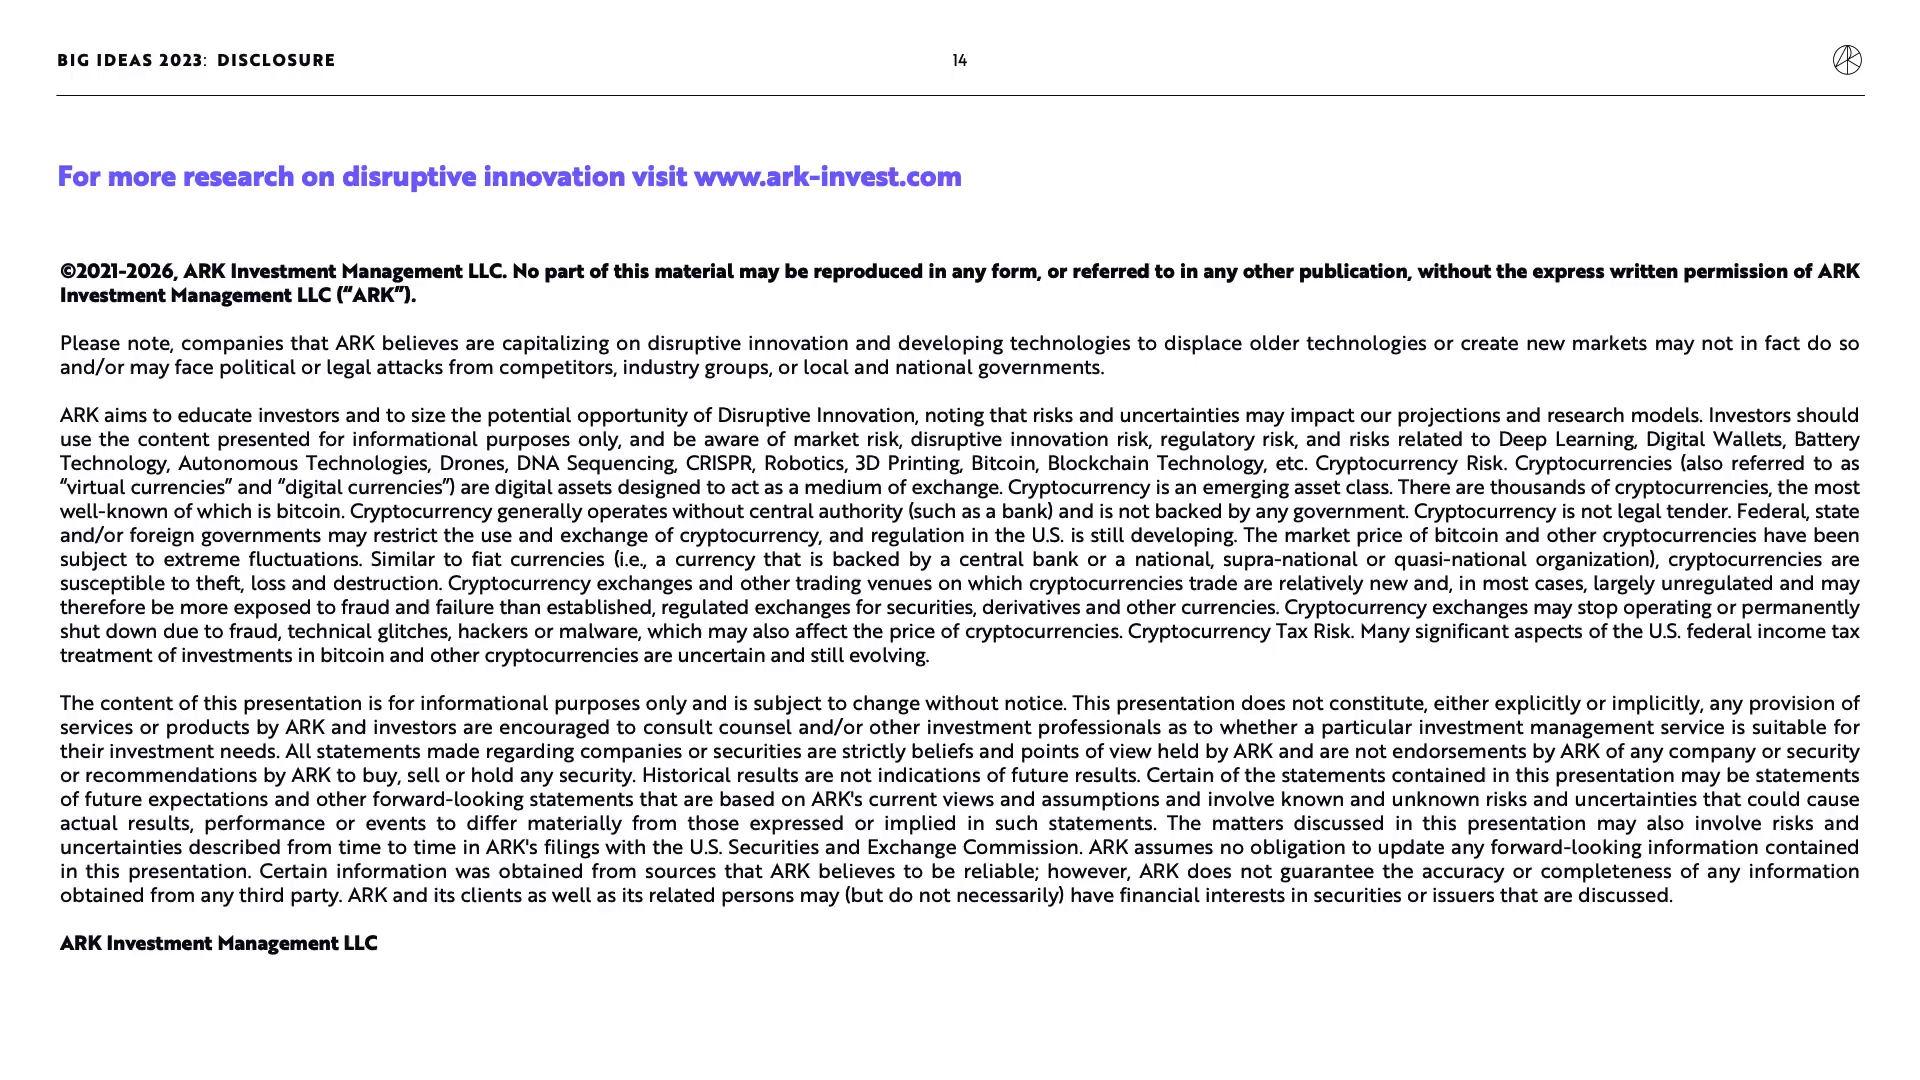 BIG IDEAS 2023: DISCLOSURE
14
For more research on disruptive innovation visit www.ark-invest.com
©2021-2026, ARK Investment Management LLC. No part of this material may be reproduced in any form, or referred to in any other publication, without the express written permission of ARK
Investment Management LLC (“ARK”).
Please note, companies that ARK believes are capitalizing on disruptive innovation and developing technologies to displace older technologies or create new markets may not in fact do so
and/or may face political or legal attacks from competitors, industry groups, or local and national governments.
ARK aims to educate investors and to size the potential opportunity of Disruptive Innovation, noting that risks and uncertainties may impact our projections and research models. Investors should
use the content presented for informational purposes only, and be aware of market risk, disruptive innovation risk, regulatory risk, and risks related to Deep Learning, Digital Wallets, Battery
Technology, Autonomous Technologies, Drones, DNA Sequencing, CRISPR, Robotics, 3D Printing, Bitcoin, Blockchain Technology, etc. Cryptocurrency Risk. Cryptocurrencies (also referred to as
“virtual currencies” and “digital currencies”) are digital assets designed to act as a medium of exchange. Cryptocurrency is an emerging asset class. There are thousands of cryptocurrencies, the most
well-known of which is bitcoin. Cryptocurrency generally operates without central authority (such as a bank) and is not backed by any government. Cryptocurrency is not legal tender. Federal, state
and/or foreign governments may restrict the use and exchange of cryptocurrency, and regulation in the U.S. is still developing. The market price of bitcoin and other cryptocurrencies have been
subject to extreme fluctuations. Similar to fiat currencies (i.e., a currency that is backed by a central bank or a national, supra-national or quasi-national organization), cryptocurrencies are
susceptible to theft, loss and destruction. Cryptocurrency exchanges and other trading venues on which cryptocurrencies trade are relatively new and, in most cases, largely unregulated and may
therefore be more exposed to fraud and failure than established, regulated exchanges for securities, derivatives and other currencies. Cryptocurrency exchanges may stop operating or permanently
shut down due to fraud, technical glitches, hackers or malware, which may also affect the price of cryptocurrencies. Cryptocurrency Tax Risk. Many significant aspects of the U.S. federal income tax
treatment of investments in bitcoin and other cryptocurrencies are uncertain and still evolving.
The content of this presentation is for informational purposes only and is subject to change without notice. This presentation does not constitute, either explicitly or implicitly, any provision of
services or products by ARK and investors are encouraged to consult counsel and/or other investment professionals as to whether a particular investment management service is suitable for
their investment needs. All statements made regarding companies or securities are strictly beliefs and points of view held by ARK and are not endorsements by ARK of any company or security
or recommendations by ARK to buy, sell or hold any security. Historical results are not indications of future results. Certain of the statements contained in this presentation may be statements
of future expectations and other forward-looking statements that are based on ARK's current views and assumptions and involve known and unknown risks and uncertainties that could cause
actual results, performance or events to differ materially from those expressed or implied in such statements. The matters discussed in this presentation may also involve risks and
uncertainties described from time to time in ARK's filings with the U.S. Securities and Exchange Commission. ARK assumes no obligation to update any forward-looking information contained
in this presentation. Certain information was obtained from sources that ARK believes to be reliable; however, ARK does not guarantee the accuracy or completeness of any information
obtained from any third party. ARK and its clients as well as its related persons may (but do not necessarily) have financial interests in securities or issuers that are discussed.
ARK Investment Management LLC